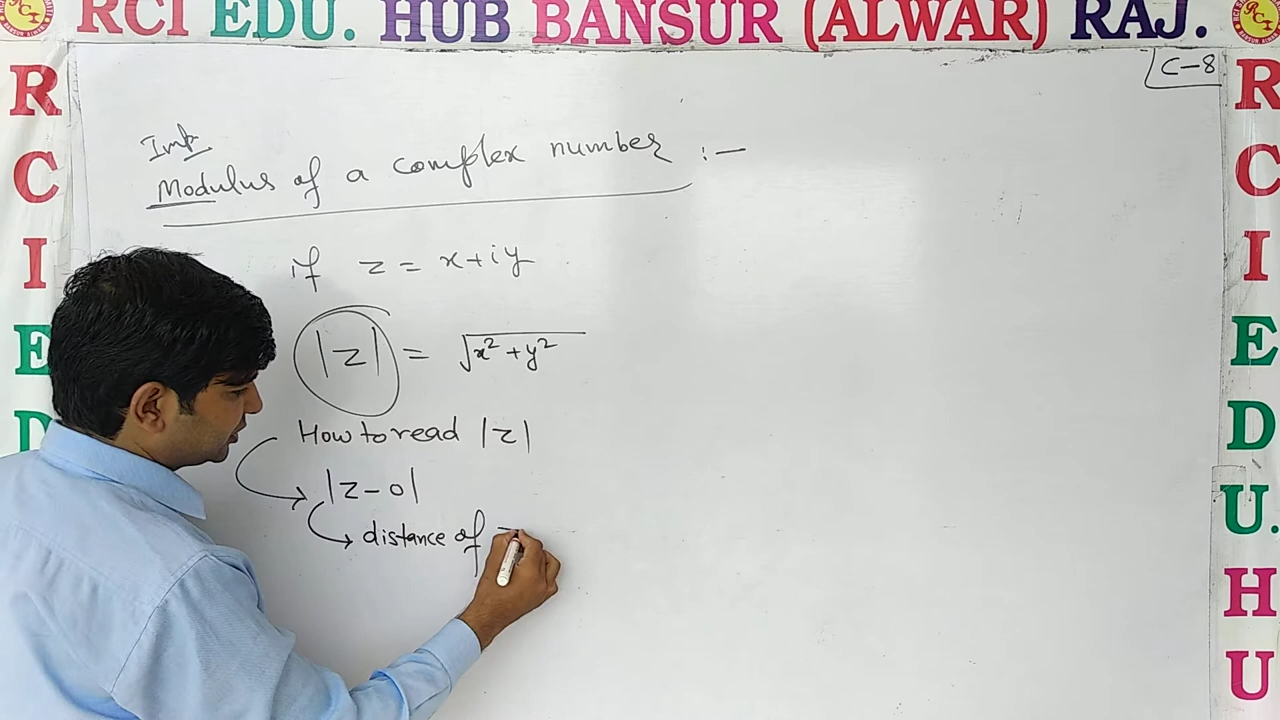 RCI EDU. HUB BANSUR (ALWAR) RAJ.
R
C
I
E
D
C-8
Imp.
Modulus of a complex number :-
if z = x+iy
|z| = √x²+y²
How to read |z|
|z-0|
distance of
R
C
I
E
D
U.
H
U